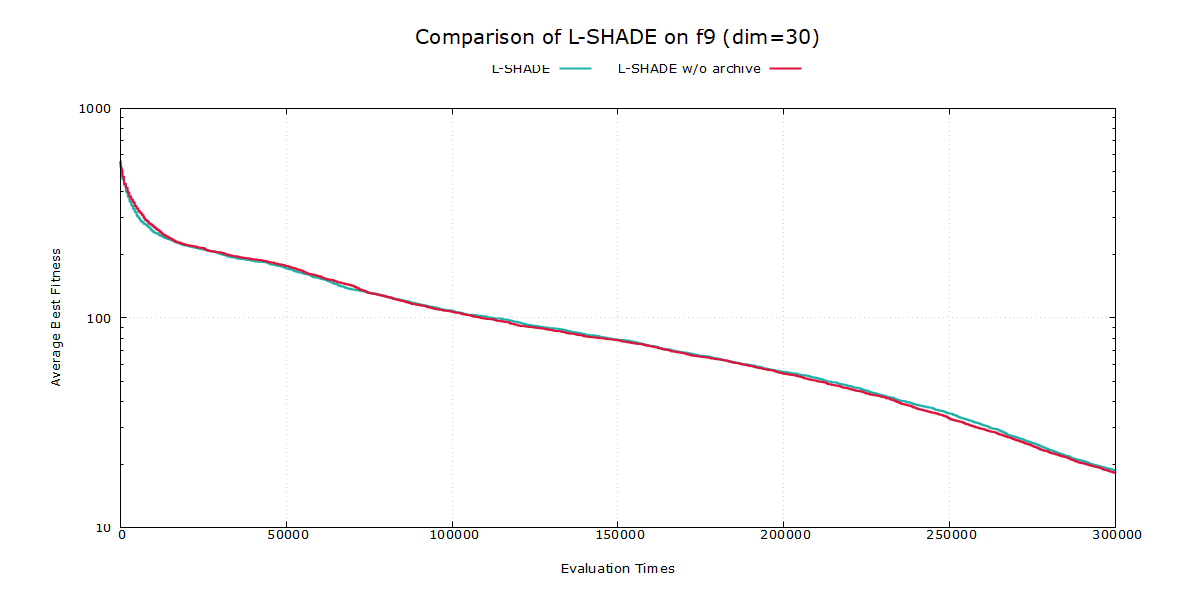 Comparison of L-SHADE on f9 (dim=30)
L-SHADE L-SHADE w/o archive
1000
100
10
Average Best Fitness
0 50000 100000 150000 200000 250000 300000
Evaluation Times